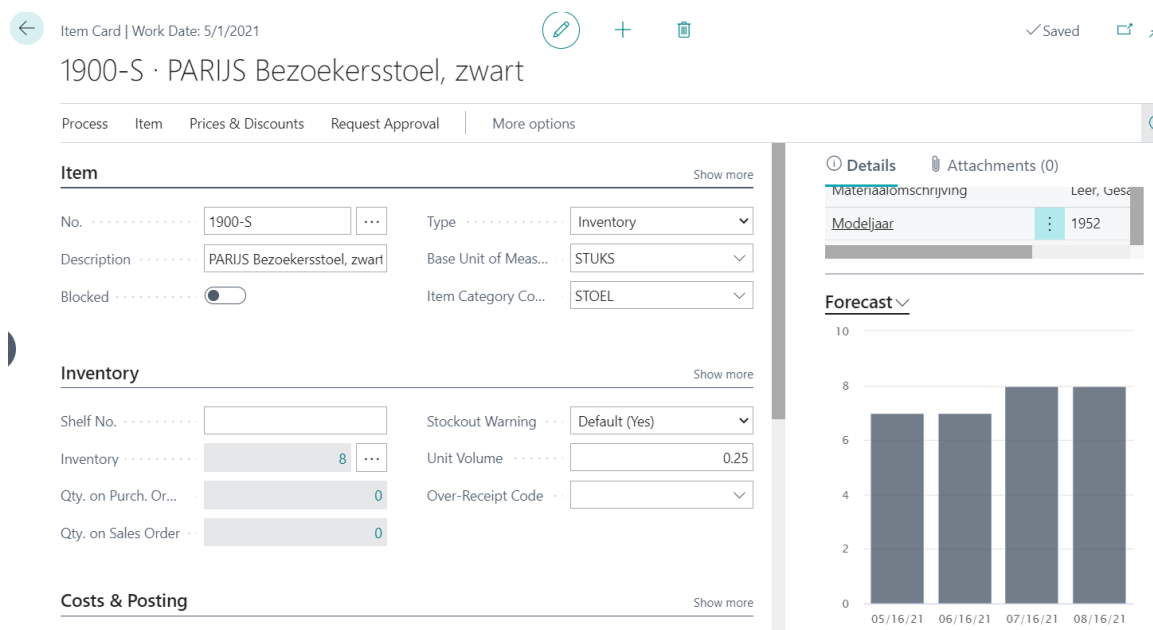 Item Card | Work Date: 5/1/2021
Saved
1900-S · PARIJS Bezoekersstoel, zwart
Process Item Prices & Discounts Request Approval More options
Item Show more
No. 1900-S ...
Description PARIJS Bezoekersstoel, zwart
Blocked
Type Inventory
Base Unit of Meas... STUKS
Item Category Co... STOEL
Inventory Show more
Shelf No.
Inventory 8 ...
Qty. on Purch. Or... 0
Qty. on Sales Order 0
Stockout Warning Default (Yes)
Unit Volume 0.25
Over-Receipt Code
Costs & Posting Show more
Details Attachments (0)
Materiaalomschrijving Leer, Gesa
Modeljaar 1952
Forecast
10
8
6
4
2
0
05/16/21 06/16/21 07/16/21 08/16/21